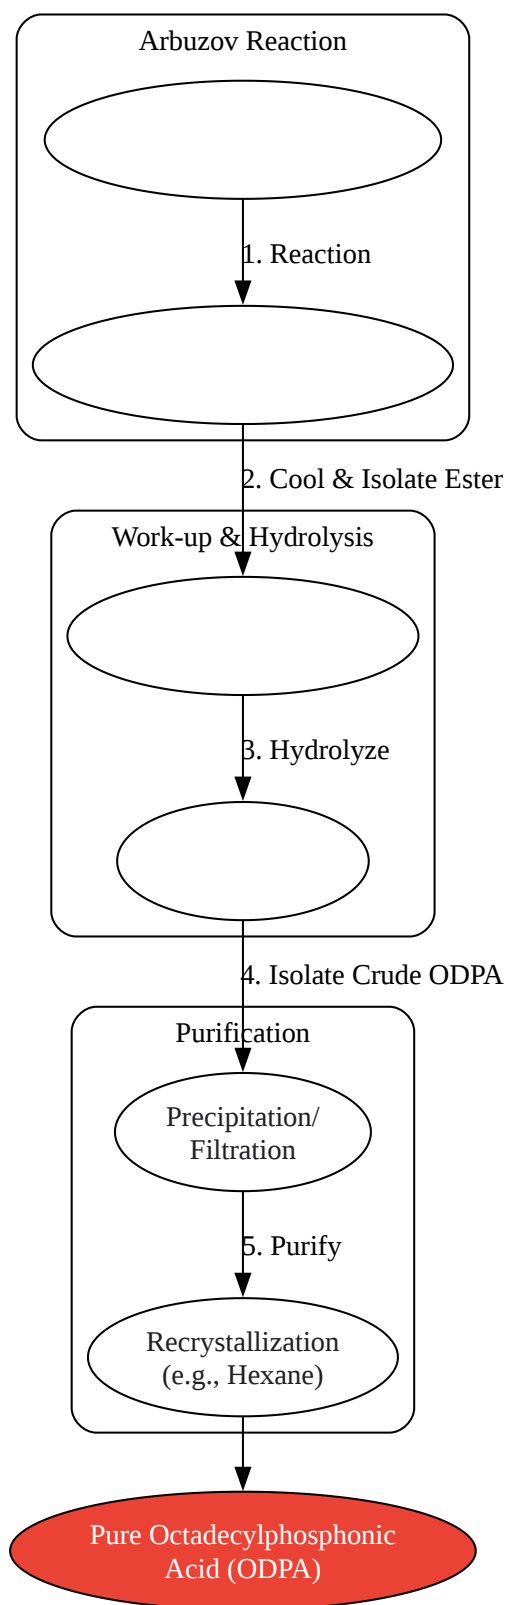 Arbuzov Reaction
1. Reaction
2. Cool & Isolate Ester
Work-up & Hydrolysis
3. Hydrolyze
4. Isolate Crude ODPA
Purification
Precipitation/
Filtration
5. Purify
Recrystallization
(e.g., Hexane)
Pure Octadecylphosphonic
Acid (ODPA)